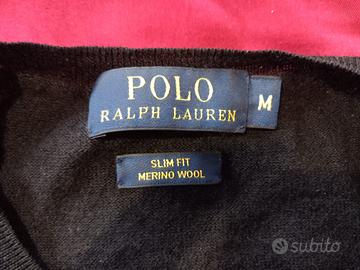 POLO
RALPH LAUREN
M
SLIM FIT
MERINO WOOL
subito